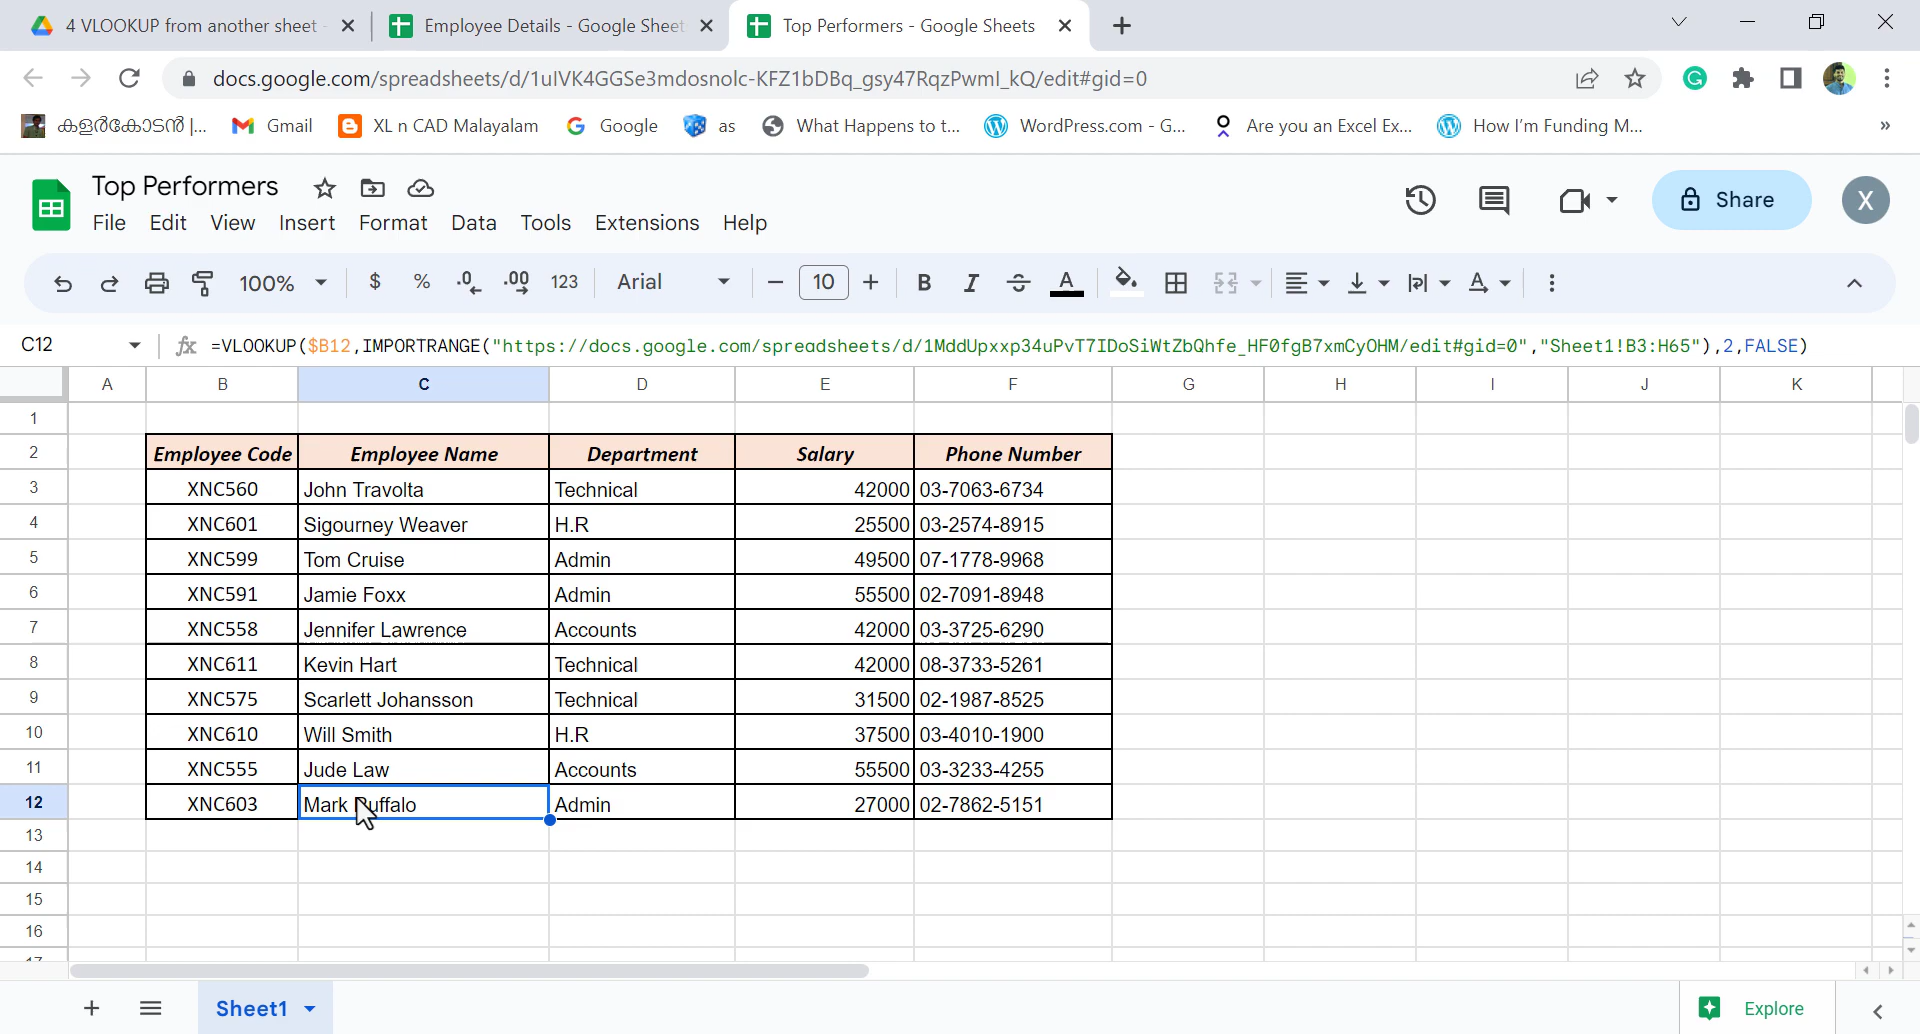 4 VLOOKUP from another sheet - Employee Details - Google Sheet Top Performers - Google Sheets
docs.google.com/spreadsheets/d/1ulVK4GGSe3mdosnolc-KFZ1bDBq_gsy47RqzPwml_kQ/edit#gid=0
കളർകോടൻ |... Gmail XL n CAD Malayalam Google as What Happens to t... WordPress.com - G... Are you an Excel Ex... How I'm Funding M... »
Top Performers
File Edit View Insert Format Data Tools Extensions Help
Share X
100% $ % .0 .00 123 Arial 10 B I S A A
C12 fx =VLOOKUP($B12,IMPORTRANGE("https://docs.google.com/spreadsheets/d/1MddUpxxp34uPvT7IDoSiWtZbQhfe_HF0fgB7xmCyOHM/edit#gid=0","Sheet1!B3:H65"),2,FALSE)
A B C D E F G H I J K
1
2 Employee Code Employee Name Department Salary Phone Number
3 XNC560 John Travolta Technical 42000 03-7063-6734
4 XNC601 Sigourney Weaver H.R 25500 03-2574-8915
5 XNC599 Tom Cruise Admin 49500 07-1778-9968
6 XNC591 Jamie Foxx Admin 55500 02-7091-8948
7 XNC558 Jennifer Lawrence Accounts 42000 03-3725-6290
8 XNC611 Kevin Hart Technical 42000 08-3733-5261
9 XNC575 Scarlett Johansson Technical 31500 02-1987-8525
10 XNC610 Will Smith H.R 37500 03-4010-1900
11 XNC555 Jude Law Accounts 55500 03-3233-4255
12 XNC603 Mark Ruffalo Admin 27000 02-7862-5151
13
14
15
16
17
Sheet1 Explore